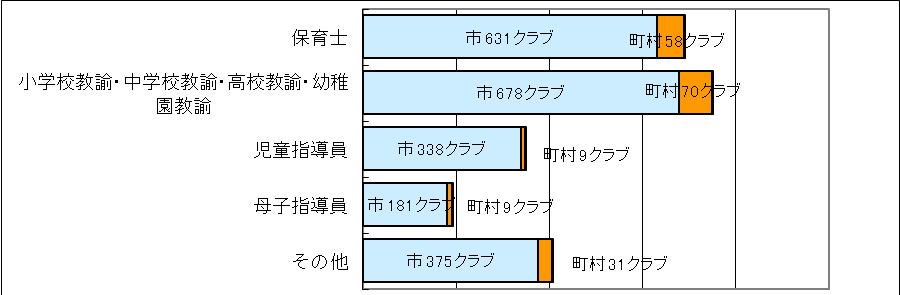 保育士
市631クラブ
町村58クラブ
小学校教諭・中学校教諭・高校教諭・幼稚
園教諭
市678クラブ
町村70クラブ
児童指導員
市338クラブ
町村9クラブ
母子指導員
市181クラブ
町村9クラブ
その他
市375クラブ
町村31クラブ